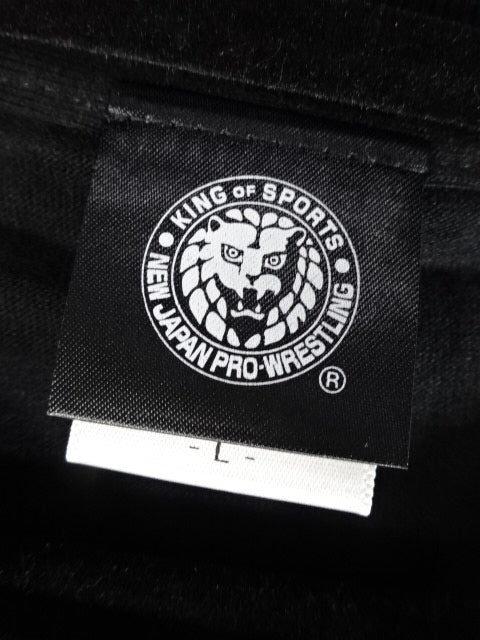 KING OF SPORTS
NEW JAPAN PRO-WRESTLING
®
- L -